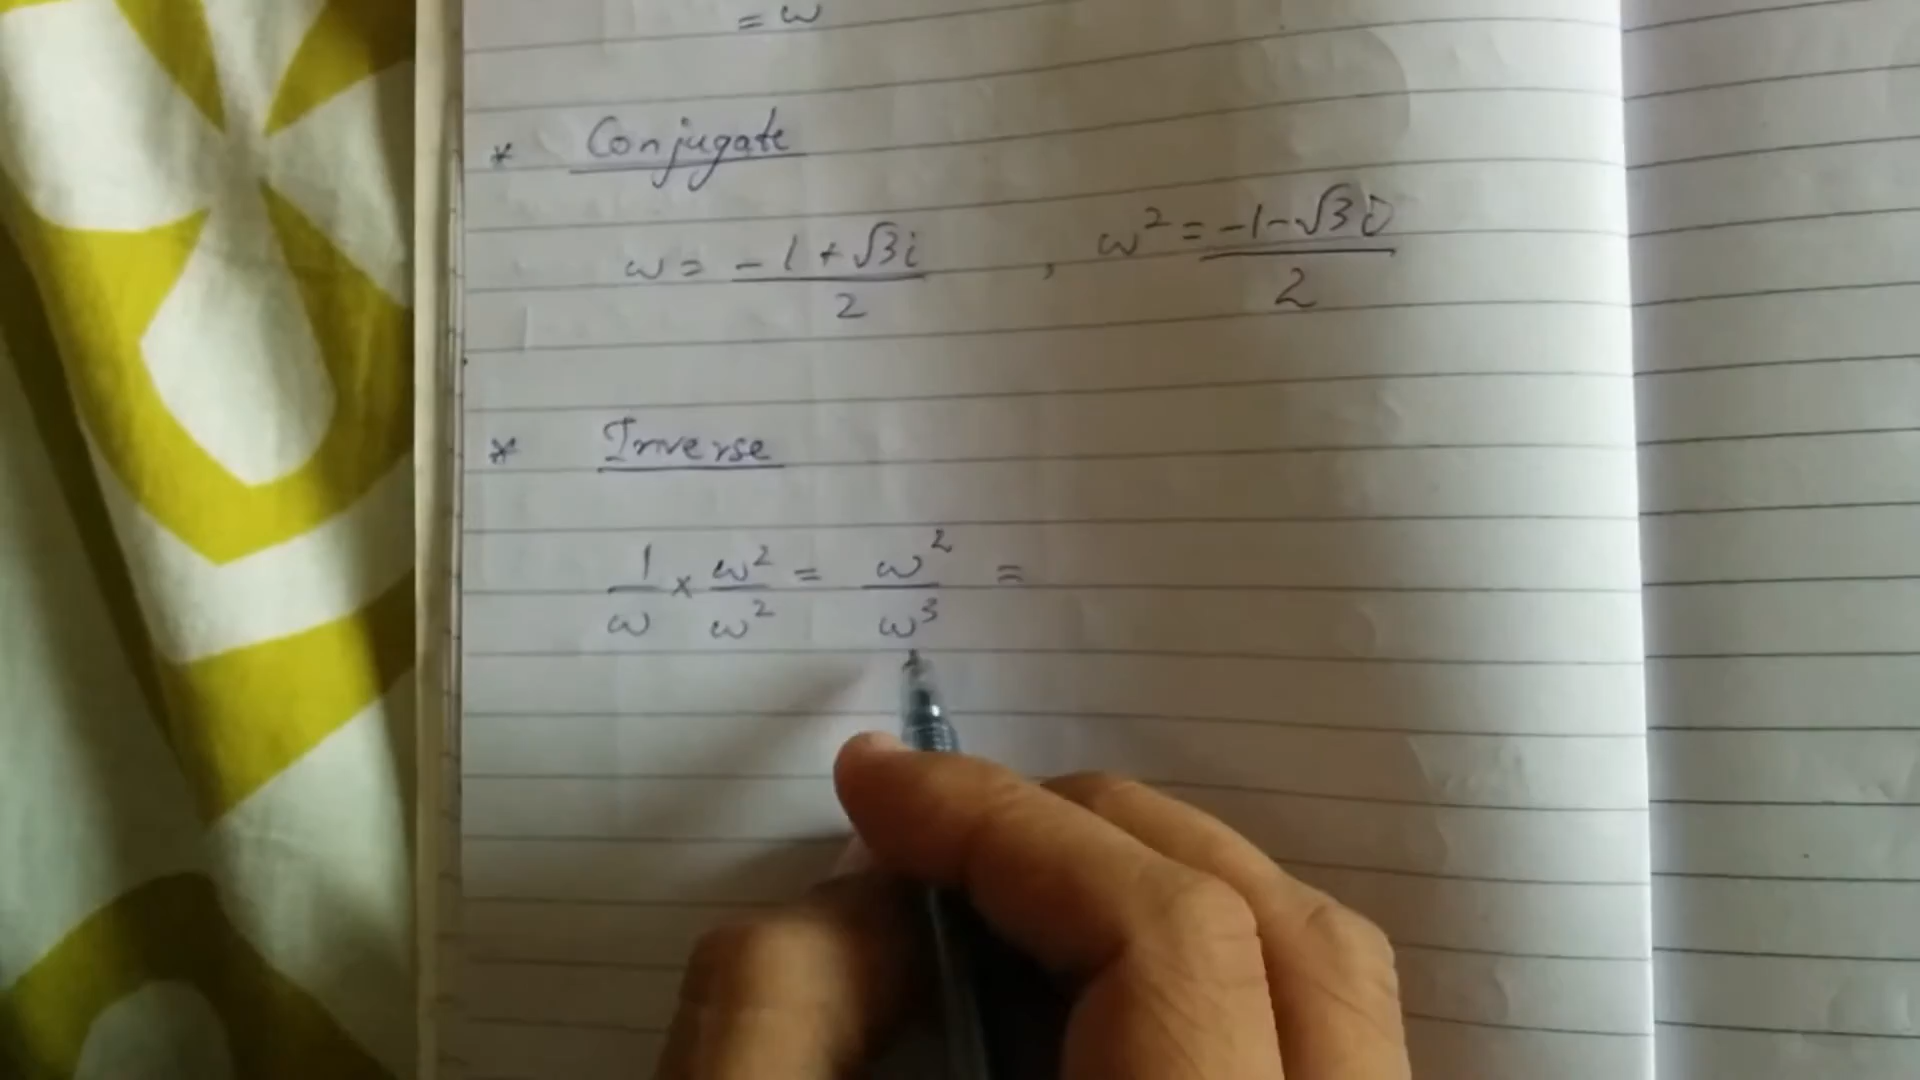 = ω
* Conjugate
ω = (-1+√3i)/2 , ω² = (-1-√3i)/2
* Inverse
1/ω × ω²/ω² = ω²/ω³ =